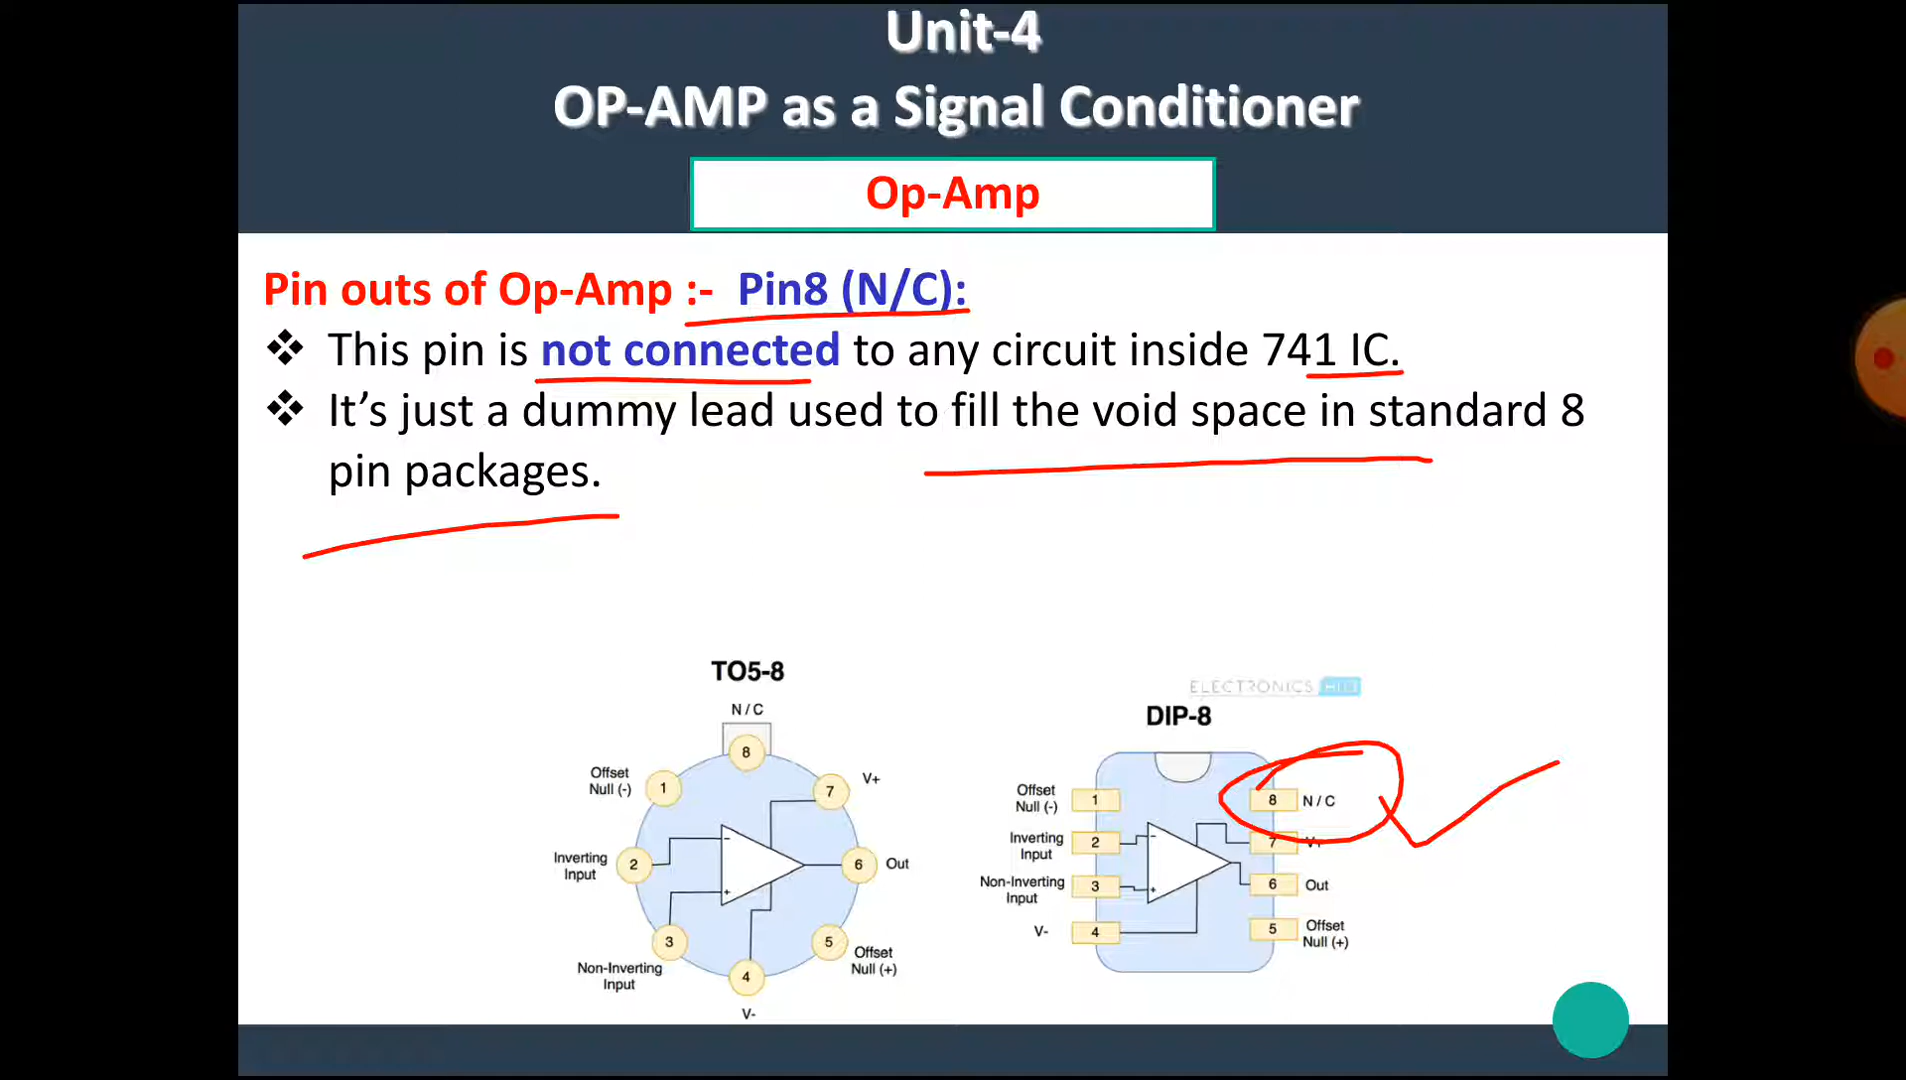 Unit-4
OP-AMP as a Signal Conditioner
Op-Amp
Pin outs of Op-Amp :- Pin8 (N/C):
❖ This pin is not connected to any circuit inside 741 IC.
❖ It’s just a dummy lead used to fill the void space in standard 8
pin packages.
TO5-8
N/C
8
Offset
Null (-)
1
7
V+
Inverting
Input
2
-
+
6
Out
3
Non-Inverting
Input
4
V-
5
Offset
Null (+)
ELECTRONICS HUB
DIP-8
Offset
Null (-)
1
8
N/C
Inverting
Input
2
-
7
V+
Non-Inverting
Input
3
+
6
Out
V-
4
5
Offset
Null (+)